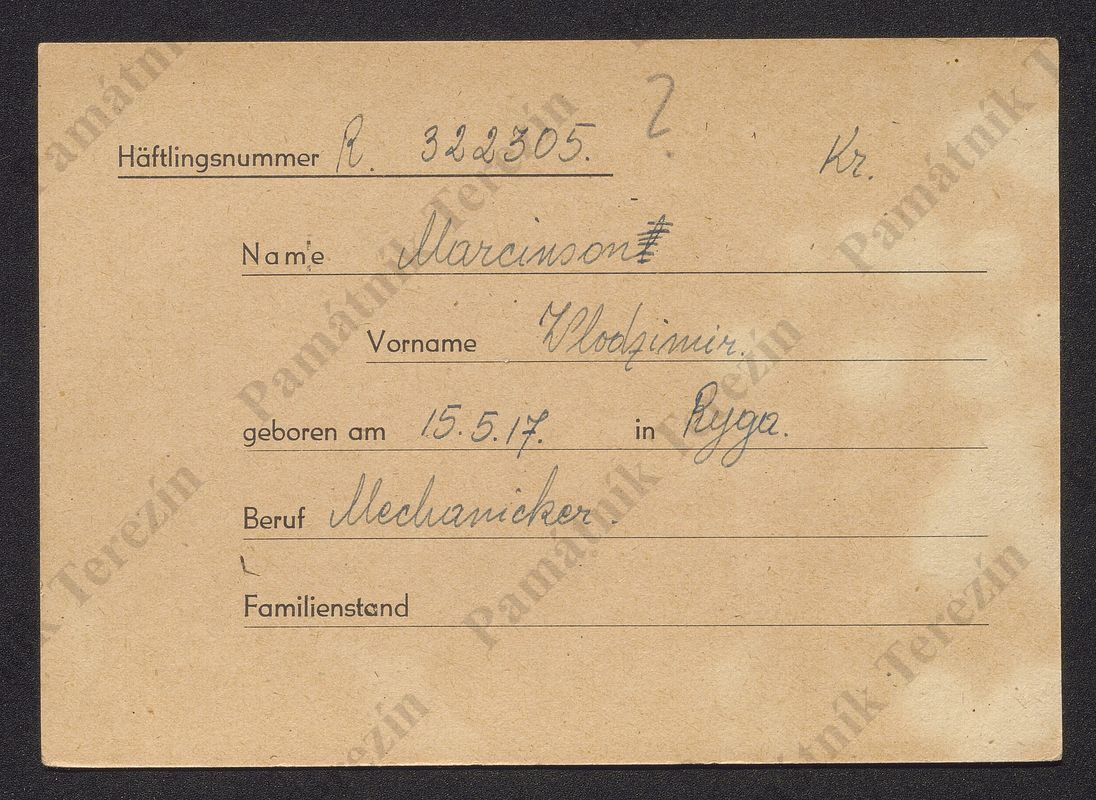 ?
Häftlingsnummer R. 322305. Kr.
Name Marcinson
Vorname Wlodzimir.
geboren am 15.5.17. in Ryga.
Beruf Mechanicker.
Familienstand
Památník Terezín